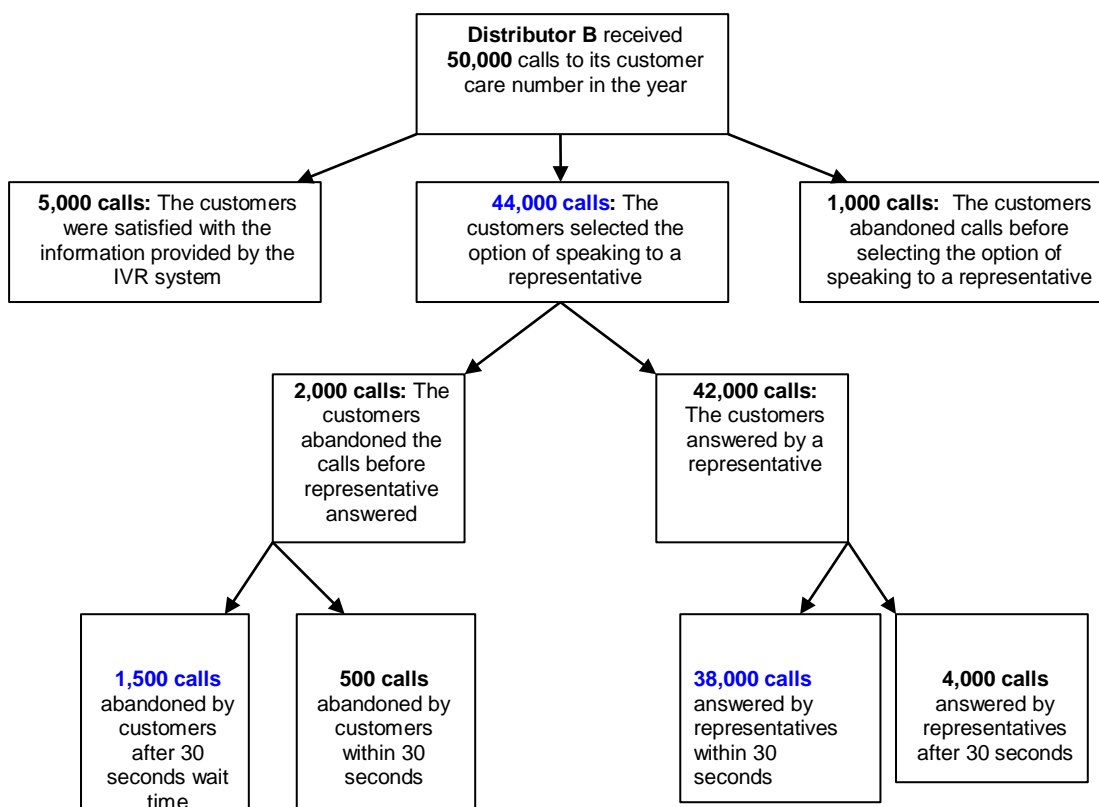 Distributor B received
50,000 calls to its customer
care number in the year
5,000 calls: The customers
were satisfied with the
information provided by the
IVR system
44,000 calls: The
customers selected the
option of speaking to a
representative
1,000 calls: The customers
abandoned calls before
selecting the option of
speaking to a representative
2,000 calls: The
customers
abandoned the
calls before
representative
answered
42,000 calls:
The customers
answered by a
representative
1,500 calls
abandoned by
customers after 30
seconds wait
time
500 calls
abandoned by
customers within 30
seconds
38,000 calls
answered by
representatives
within 30
seconds
4,000 calls
answered by
representatives
after 30 seconds